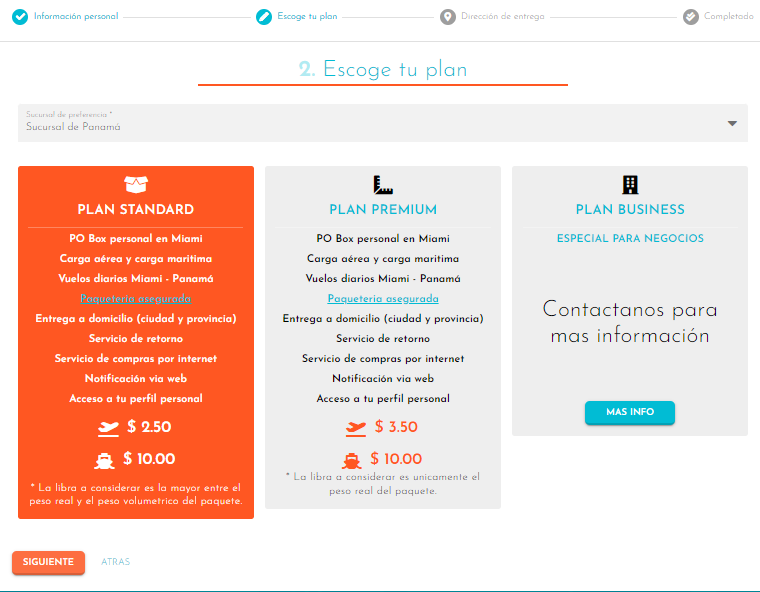 Información personal
Escoge tu plan
Dirección de entrega
Completado
2. Escoge tu plan
Sucursal de preferencia *
Sucursal de Panamá
PLAN STANDARD
PO Box personal en Miami
Carga aérea y carga maritima
Vuelos diarios Miami - Panamá
Paqueteria asegurada
Entrega a domicilio (ciudad y provincia)
Servicio de retorno
Servicio de compras por internet
Notificación via web
Acceso a tu perfil personal
$ 2.50
$ 10.00
* La libra a considerar es la mayor entre el
peso real y el peso volumetrico del paquete.
PLAN PREMIUM
PO Box personal en Miami
Carga aérea y carga maritima
Vuelos diarios Miami - Panamá
Paqueteria asegurada
Entrega a domicilio (ciudad y provincia)
Servicio de retorno
Servicio de compras por internet
Notificación via web
Acceso a tu perfil personal
$ 3.50
$ 10.00
* La libra a considerar es unicamente el
peso real del paquete.
PLAN BUSINESS
ESPECIAL PARA NEGOCIOS
Contactanos para
mas información
MAS INFO
SIGUIENTE
ATRAS